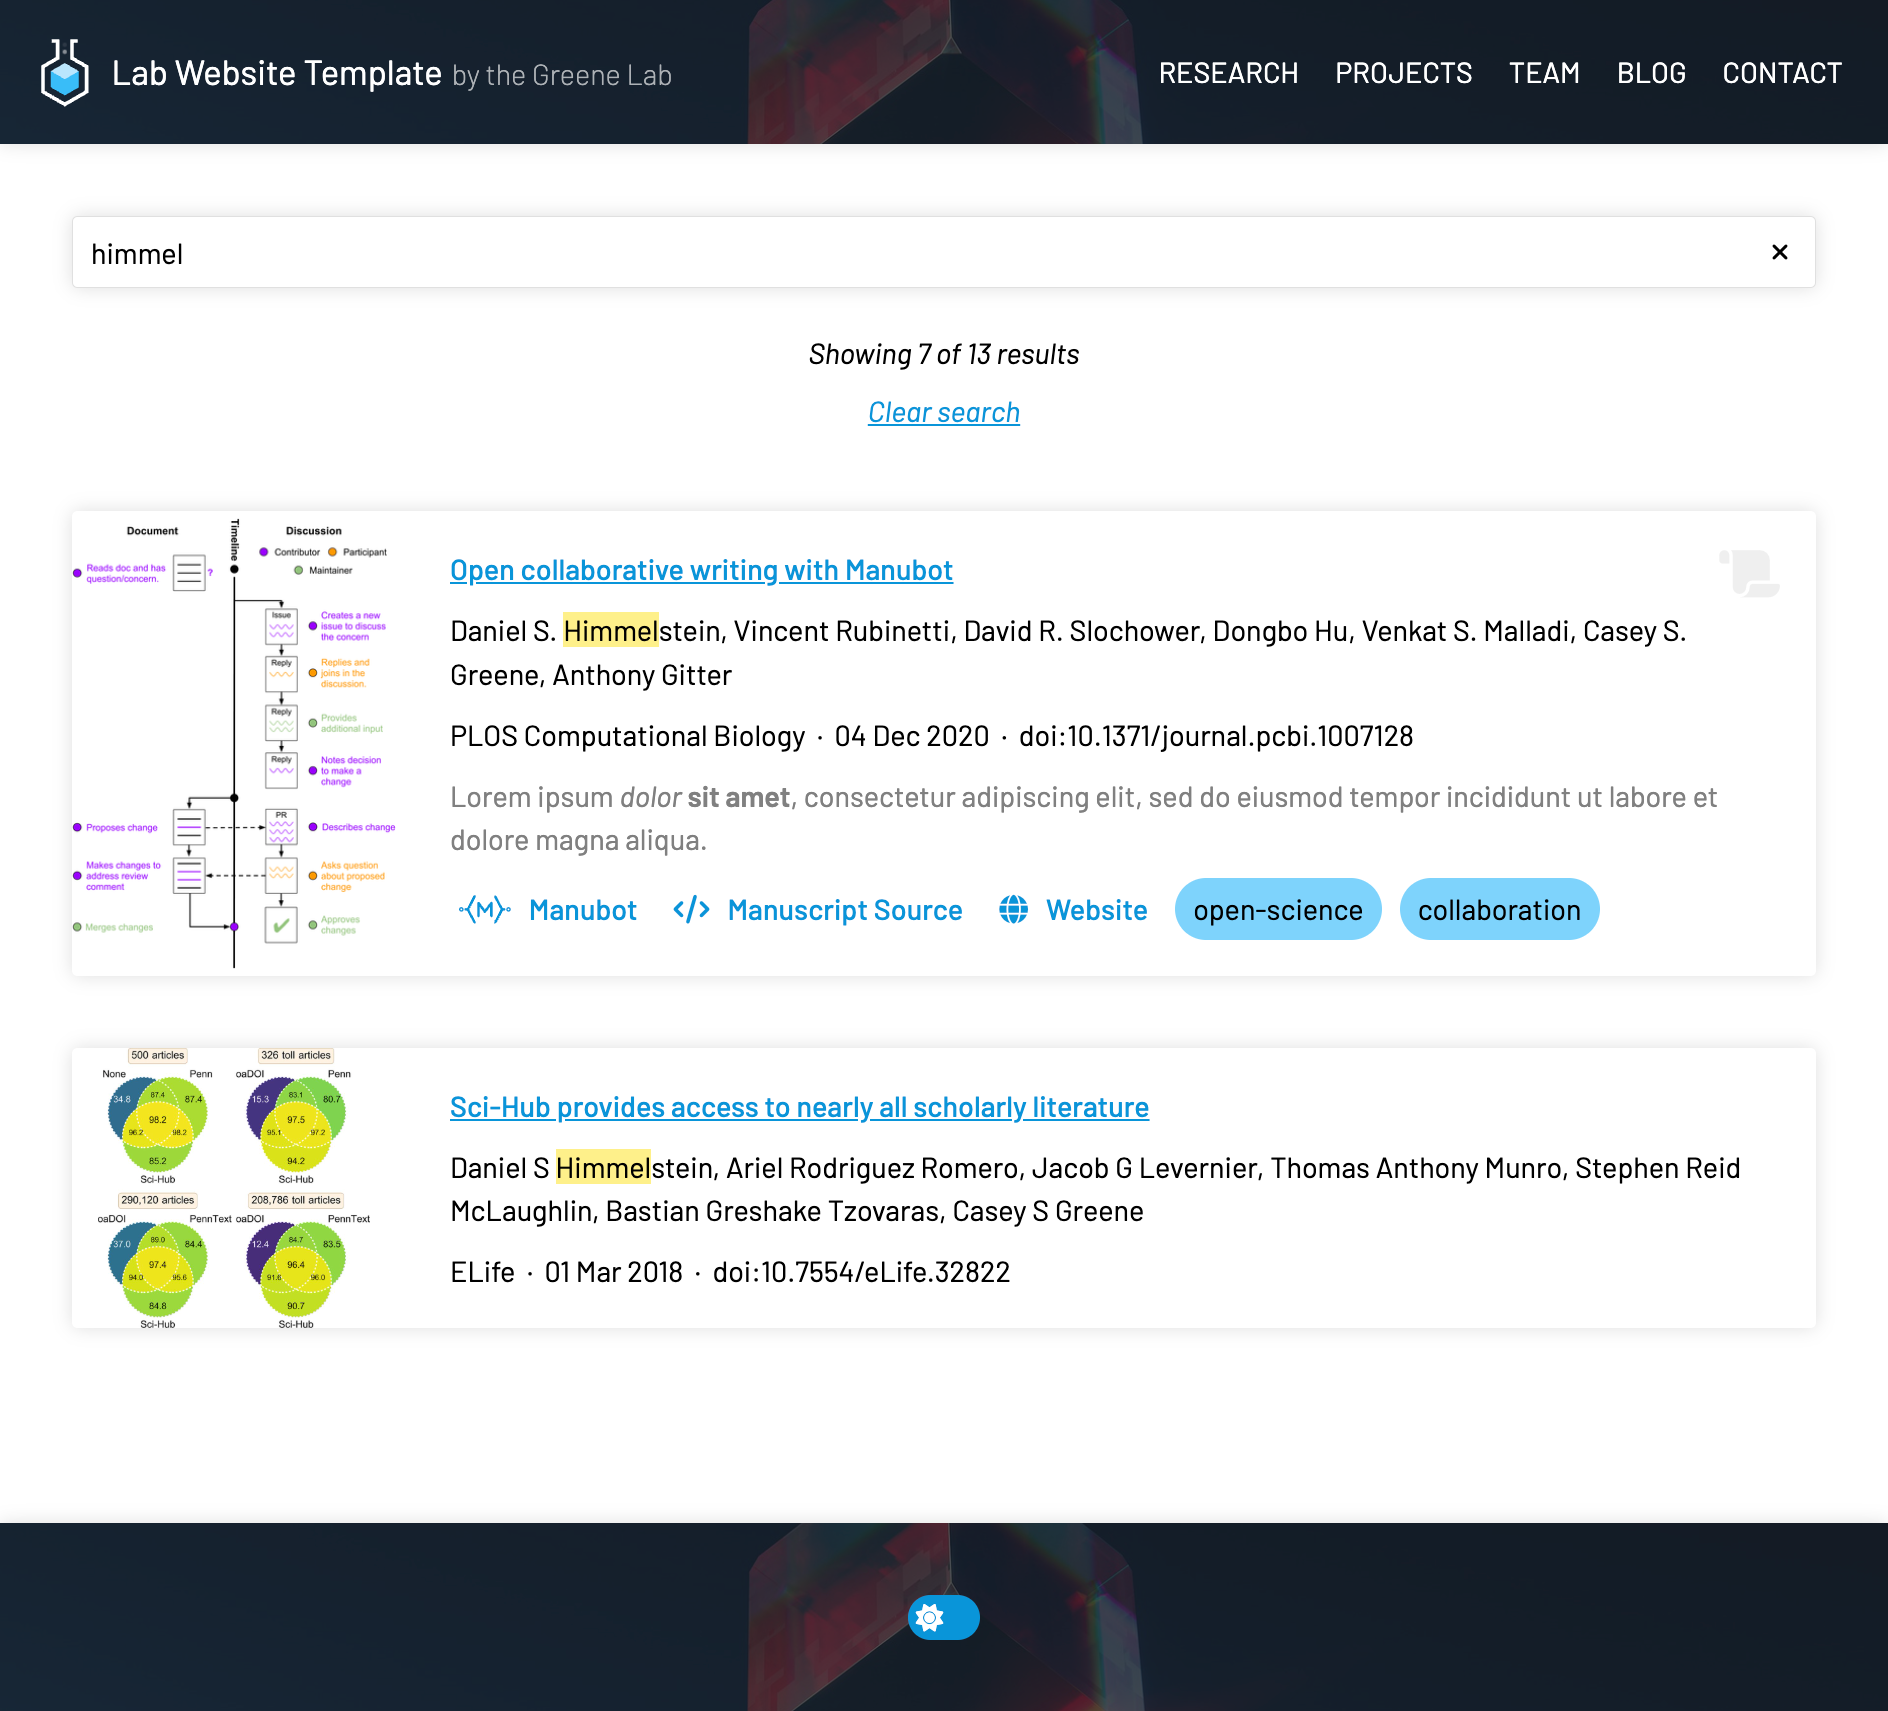 Lab Website Template by the Greene Lab
RESEARCH PROJECTS TEAM BLOG CONTACT
himmel
Showing 7 of 13 results
Clear search
Document
Timeline
Discussion
Contributor Participant
Maintainer
Reads doc and has
question/concern.
?
Issue
Creates a new
issue to discuss
the concern
Reply
Replies and
joins in the
discussion.
Reply
Provides
additional input
Reply
Notes decision
to make a
change
Proposes change
PR
Describes change
Makes changes to
address review
comment
Asks question
about proposed
change
Merges changes
Approves
changes
Open collaborative writing with Manubot
Daniel S. Himmelstein, Vincent Rubinetti, David R. Slochower, Dongbo Hu, Venkat S. Malladi, Casey S.
Greene, Anthony Gitter
PLOS Computational Biology · 04 Dec 2020 · doi:10.1371/journal.pcbi.1007128
Lorem ipsum dolor sit amet, consectetur adipiscing elit, sed do eiusmod tempor incididunt ut labore et
dolore magna aliqua.
M Manubot </> Manuscript Source Website open-science collaboration
500 articles
None Penn
34.8 87.4 87.4
98.2
96.2 98.2
85.2
Sci-Hub
326 toll articles
oaDOI Penn
15.3 83.1 80.7
97.5
95.1 97.2
94.2
Sci-Hub
290,120 articles
oaDOI PennText
37.0 89.0 84.4
97.4
94.0 95.6
84.8
Sci-Hub
208,786 toll articles
oaDOI PennText
12.4 84.7 83.5
96.4
91.6 96.0
90.7
Sci-Hub
Sci-Hub provides access to nearly all scholarly literature
Daniel S Himmelstein, Ariel Rodriguez Romero, Jacob G Levernier, Thomas Anthony Munro, Stephen Reid
McLaughlin, Bastian Greshake Tzovaras, Casey S Greene
ELife · 01 Mar 2018 · doi:10.7554/eLife.32822